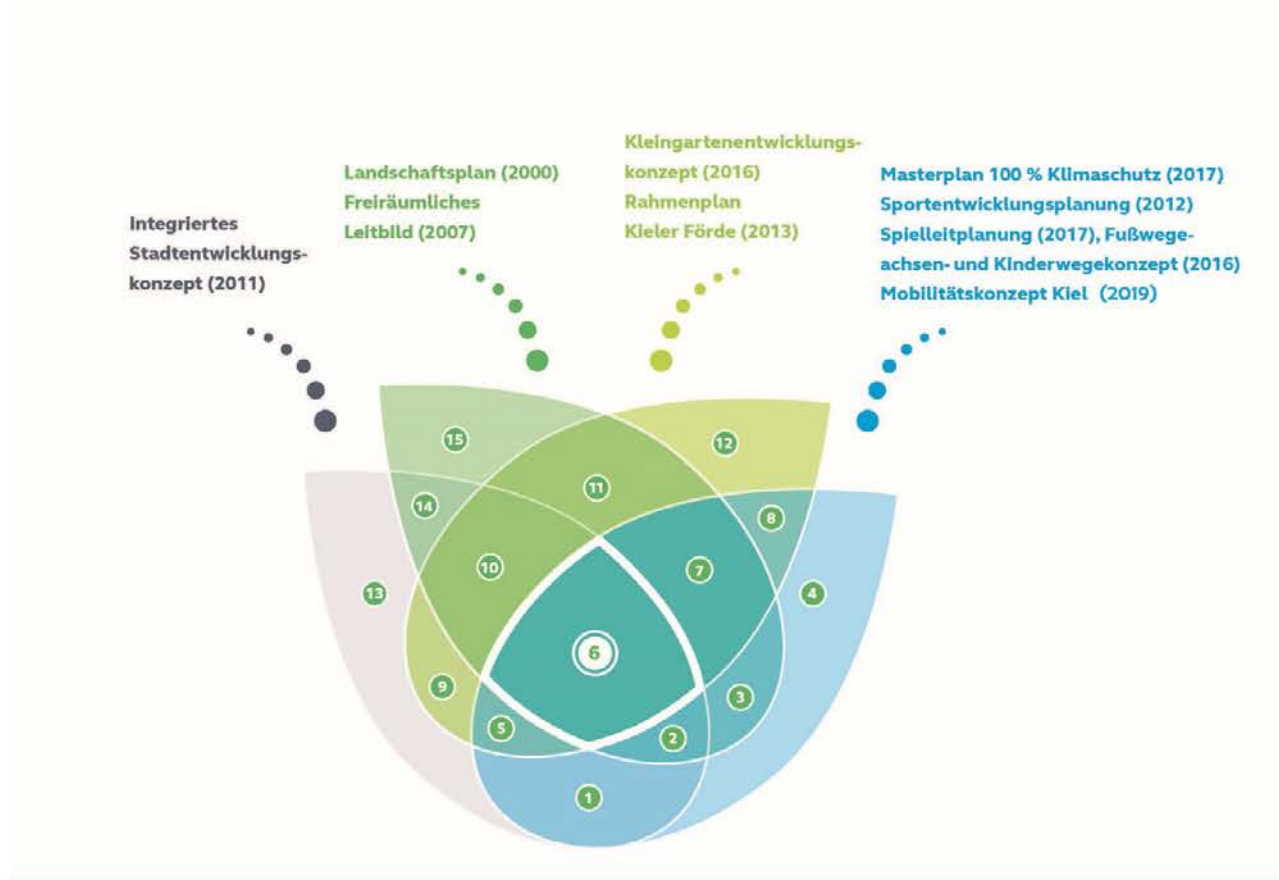 Integriertes
Stadtentwicklungs-
konzept (2011)
Landschaftsplan (2000)
Freiräumliches
Leitbild (2007)
Kleingartenentwicklungs-
konzept (2016)
Rahmenplan
Kieler Förde (2013)
Masterplan 100 % Klimaschutz (2017)
Sportentwicklungsplanung (2012)
Spielleitplanung (2017), Fußwege-
achsen- und Kinderwegekonzept (2016)
Mobilitätskonzept Kiel (2019)
15
12
11
14
8
10
7
13
4
6
9
3
5
2
1